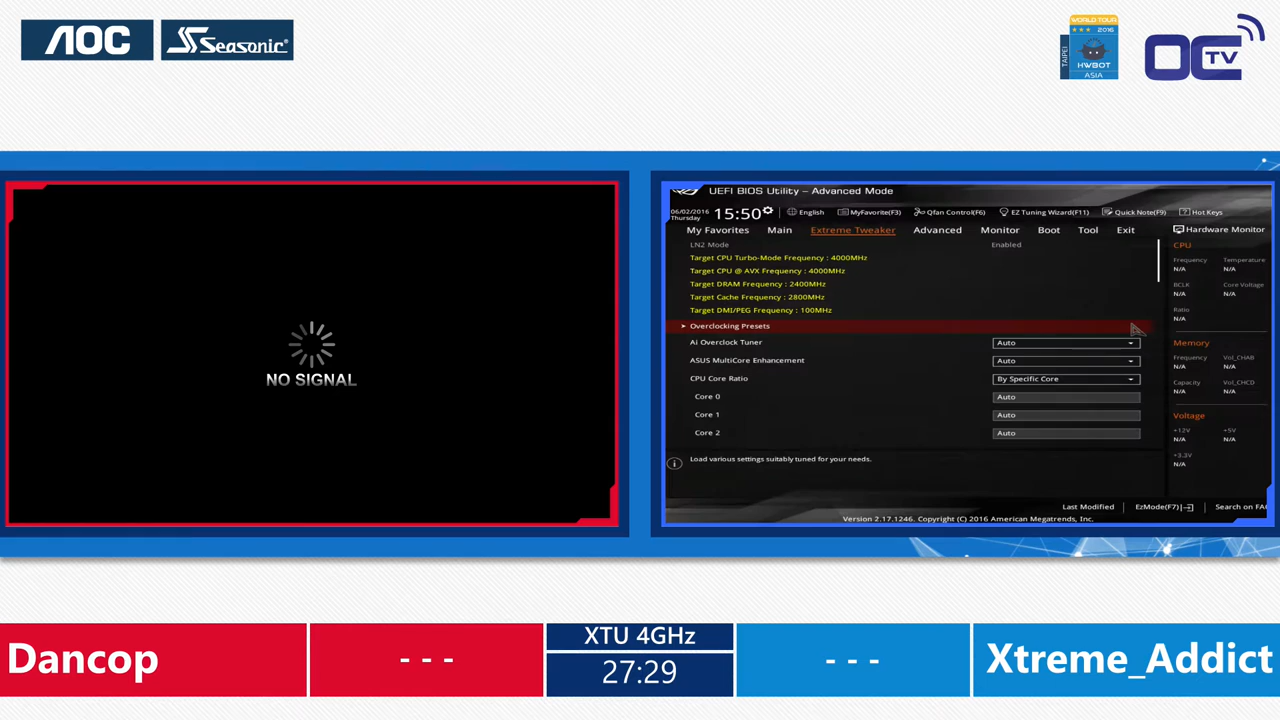 AOC
Seasonic
WORLD TOUR
2016
TAIPEI
HWBOT
ASIA
OC TV
NO SIGNAL
UEFI BIOS Utility – Advanced Mode
06/02/2016
Thursday
15:50
English
MyFavorite(F3)
Qfan Control(F6)
EZ Tuning Wizard(F11)
Quick Note(F9)
Hot Keys
My Favorites
Main
Extreme Tweaker
Advanced
Monitor
Boot
Tool
Exit
Hardware Monitor
LN2 Mode
Enabled
Target CPU Turbo-Mode Frequency : 4000MHz
Target CPU @ AVX Frequency : 4000MHz
Target DRAM Frequency : 2400MHz
Target Cache Frequency : 2800MHz
Target DMI/PEG Frequency : 100MHz
Overclocking Presets
Ai Overclock Tuner
Auto
ASUS MultiCore Enhancement
Auto
CPU Core Ratio
By Specific Core
Core 0
Auto
Core 1
Auto
Core 2
Auto
Load various settings suitably tuned for your needs.
CPU
Frequency
Temperature
N/A
N/A
BCLK
Core Voltage
N/A
N/A
Ratio
N/A
Memory
Frequency
Vol_CHAB
N/A
N/A
Capacity
Vol_CHCD
N/A
N/A
Voltage
+12V
+5V
N/A
N/A
+3.3V
N/A
Last Modified
EzMode(F7)
Search on FA
Version 2.17.1246. Copyright (C) 2016 American Megatrends, Inc.
Dancop
- - -
XTU 4GHz
27:29
- - -
Xtreme_Addict